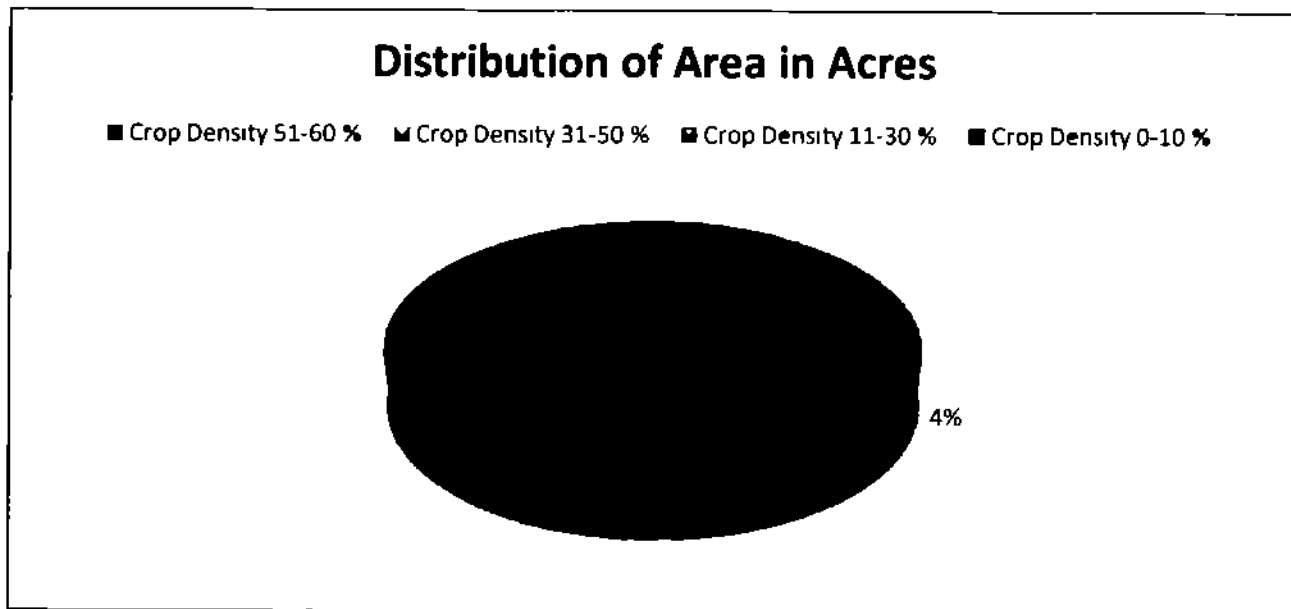 Distribution of Area in Acres
Crop Density 51-60 % Crop Density 31-50 % Crop Density 11-30 % Crop Density 0-10 %
4%